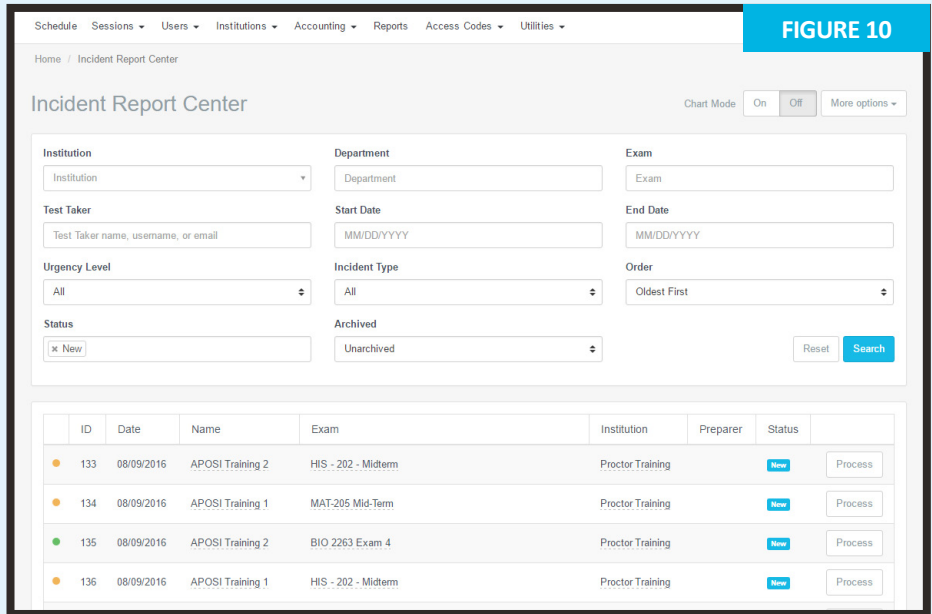 Schedule Sessions Users Institutions Accounting Reports Access Codes Utilities
FIGURE 10
Home / Incident Report Center
Incident Report Center
Chart Mode On Off More options
Institution Department Exam
Institution Department Exam
Test Taker Start Date End Date
Test Taker name, username, or email MM/DD/YYYY MM/DD/YYYY
Urgency Level Incident Type Order
All All Oldest First
Status Archived
× New Unarchived Reset Search
ID Date Name Exam Institution Preparer Status
133 08/09/2016 APOSI Training 2 HIS - 202 - Midterm Proctor Training New Process
134 08/09/2016 APOSI Training 1 MAT-205 Mid-Term Proctor Training New Process
135 08/09/2016 APOSI Training 2 BIO 2263 Exam 4 Proctor Training New Process
136 08/09/2016 APOSI Training 1 HIS - 202 - Midterm Proctor Training New Process